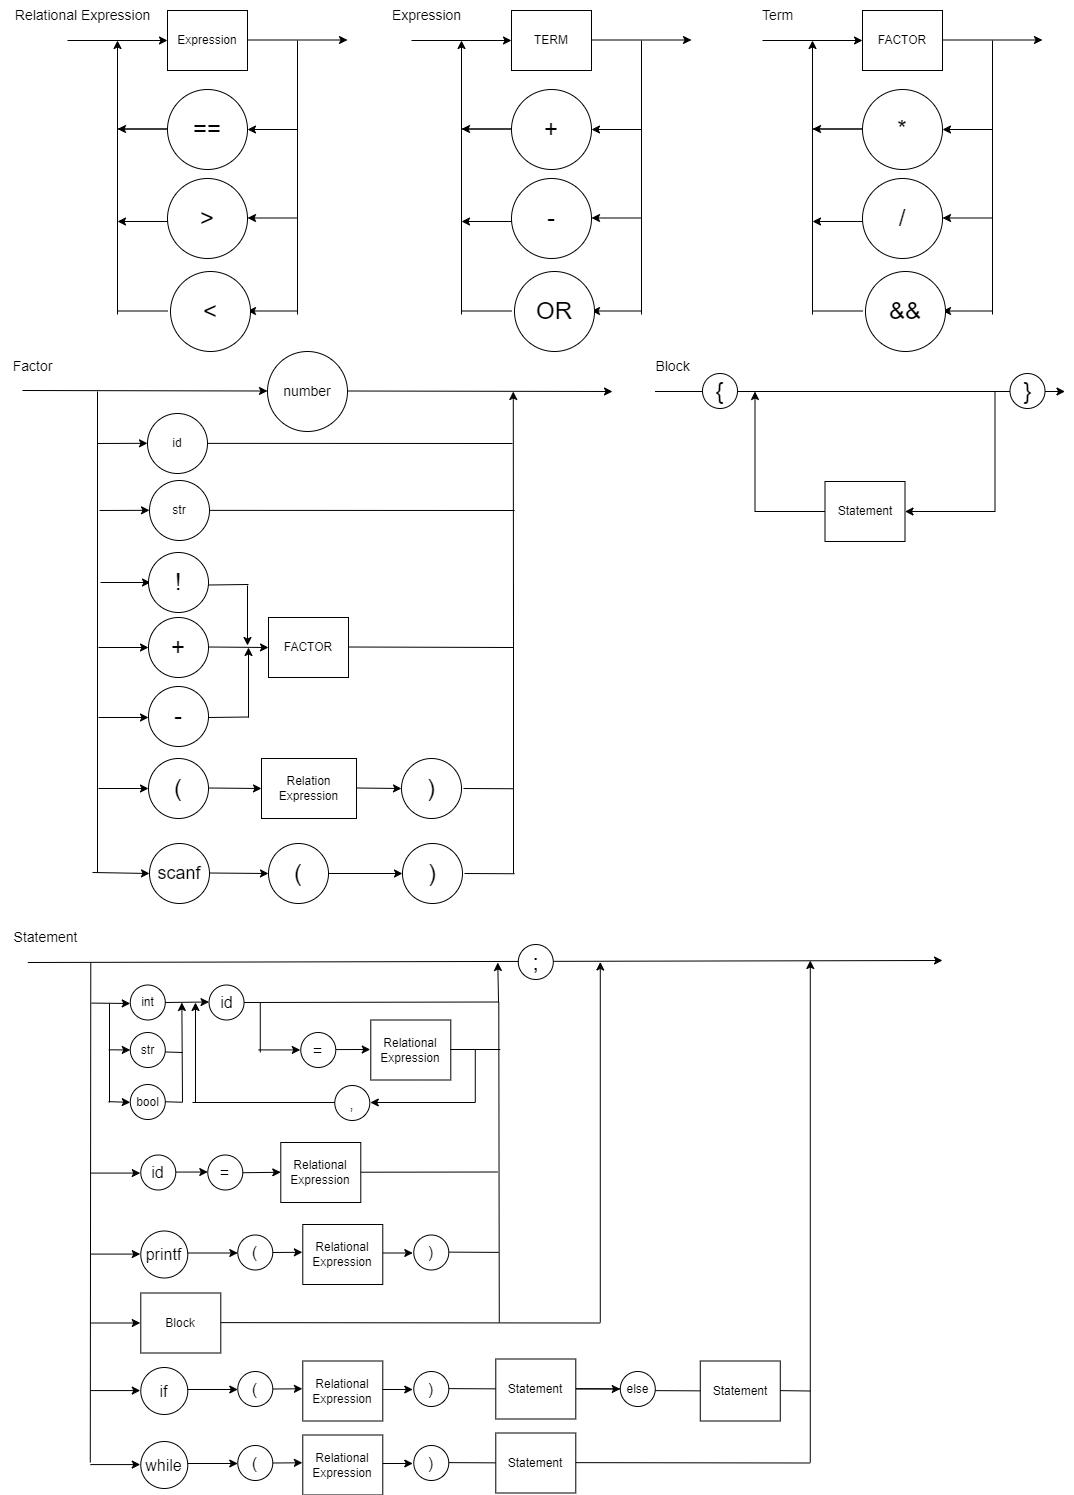 Relational Expression
Expression
==
>
<
Expression
TERM
+
-
OR
Term
FACTOR
*
/
&&
Factor
number
id
str
!
+
FACTOR
-
(
Relation
Expression
)
scanf
(
)
Block
{
}
Statement
Statement
;
int
id
str
=
Relational
Expression
bool
,
id
=
Relational
Expression
printf
(
Relational
Expression
)
Block
if
(
Relational
Expression
)
Statement
else
Statement
while
(
Relational
Expression
)
Statement